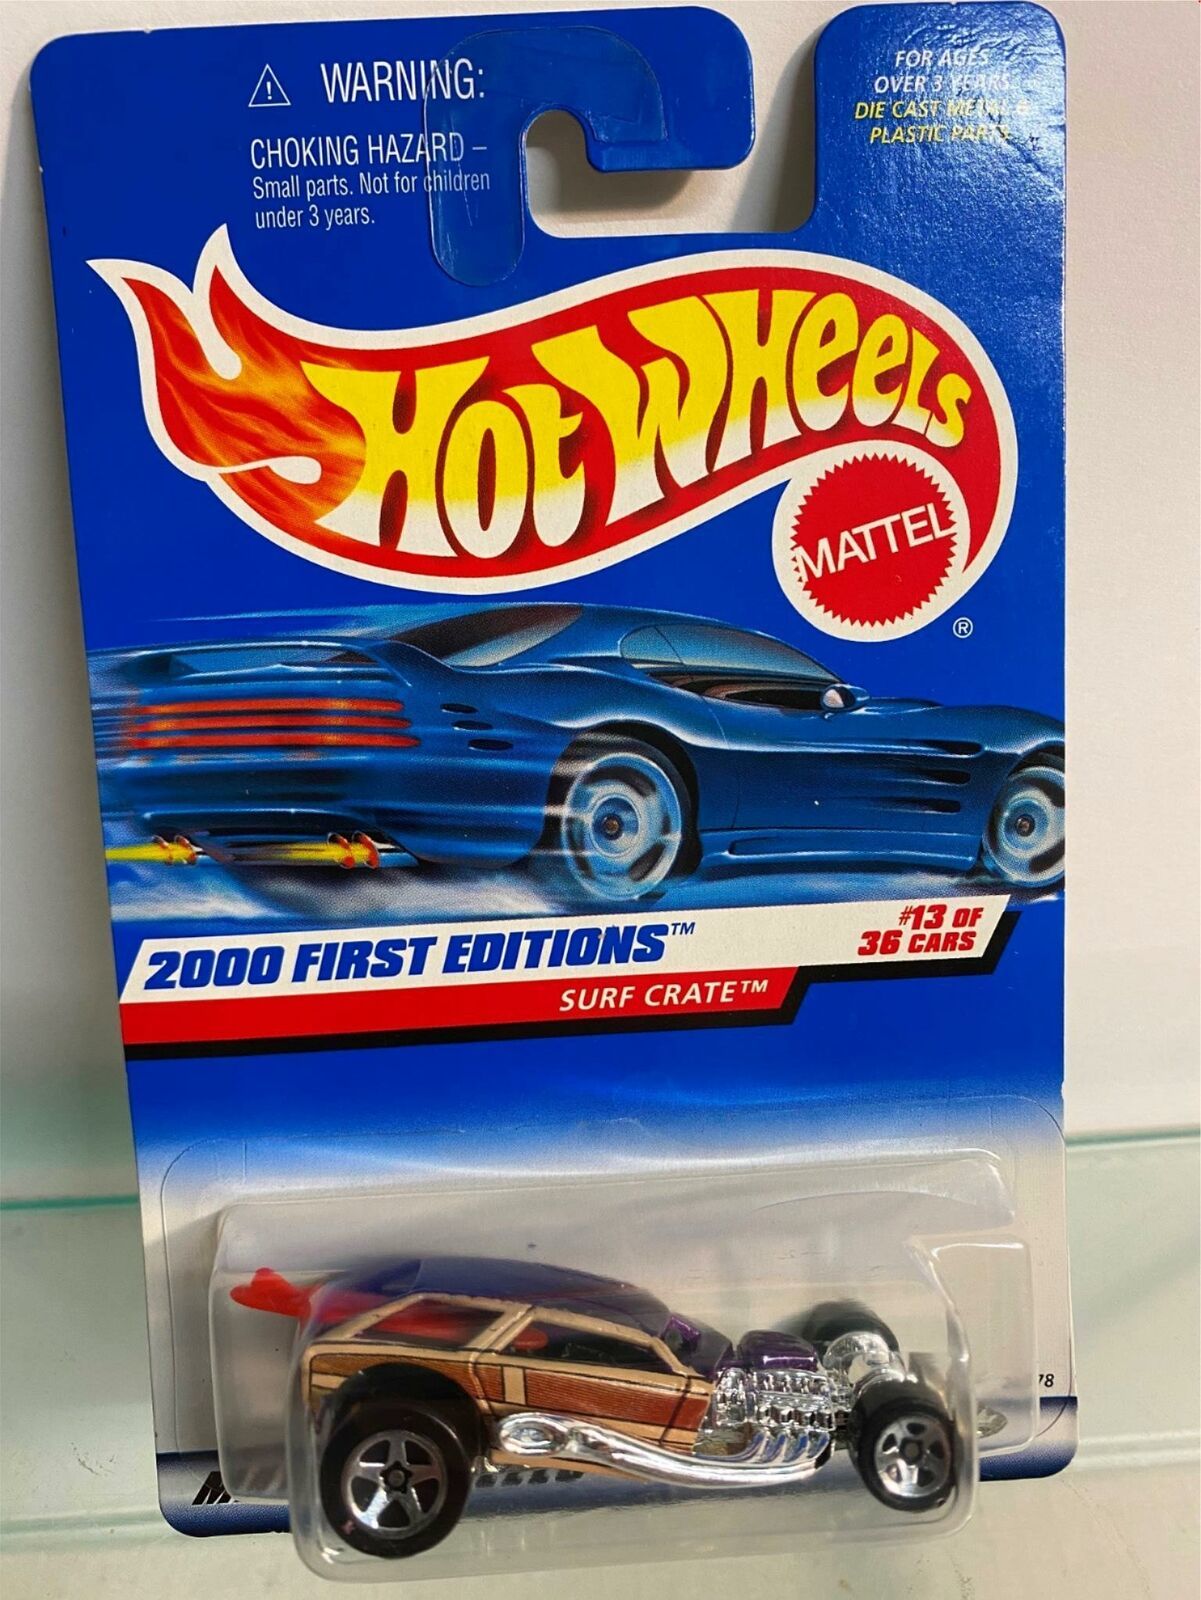 WARNING:
CHOKING HAZARD –
Small parts. Not for children
under 3 years.
FOR AGES
OVER 3 YEARS
DIE CAST METAL &
PLASTIC PARTS
HOT WHEELS
MATTEL
®
2000 FIRST EDITIONS™
#13 OF
36 CARS
SURF CRATE™
78